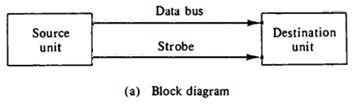 Data bus
Source
unit
Destination
unit
Strobe
(a) Block diagram